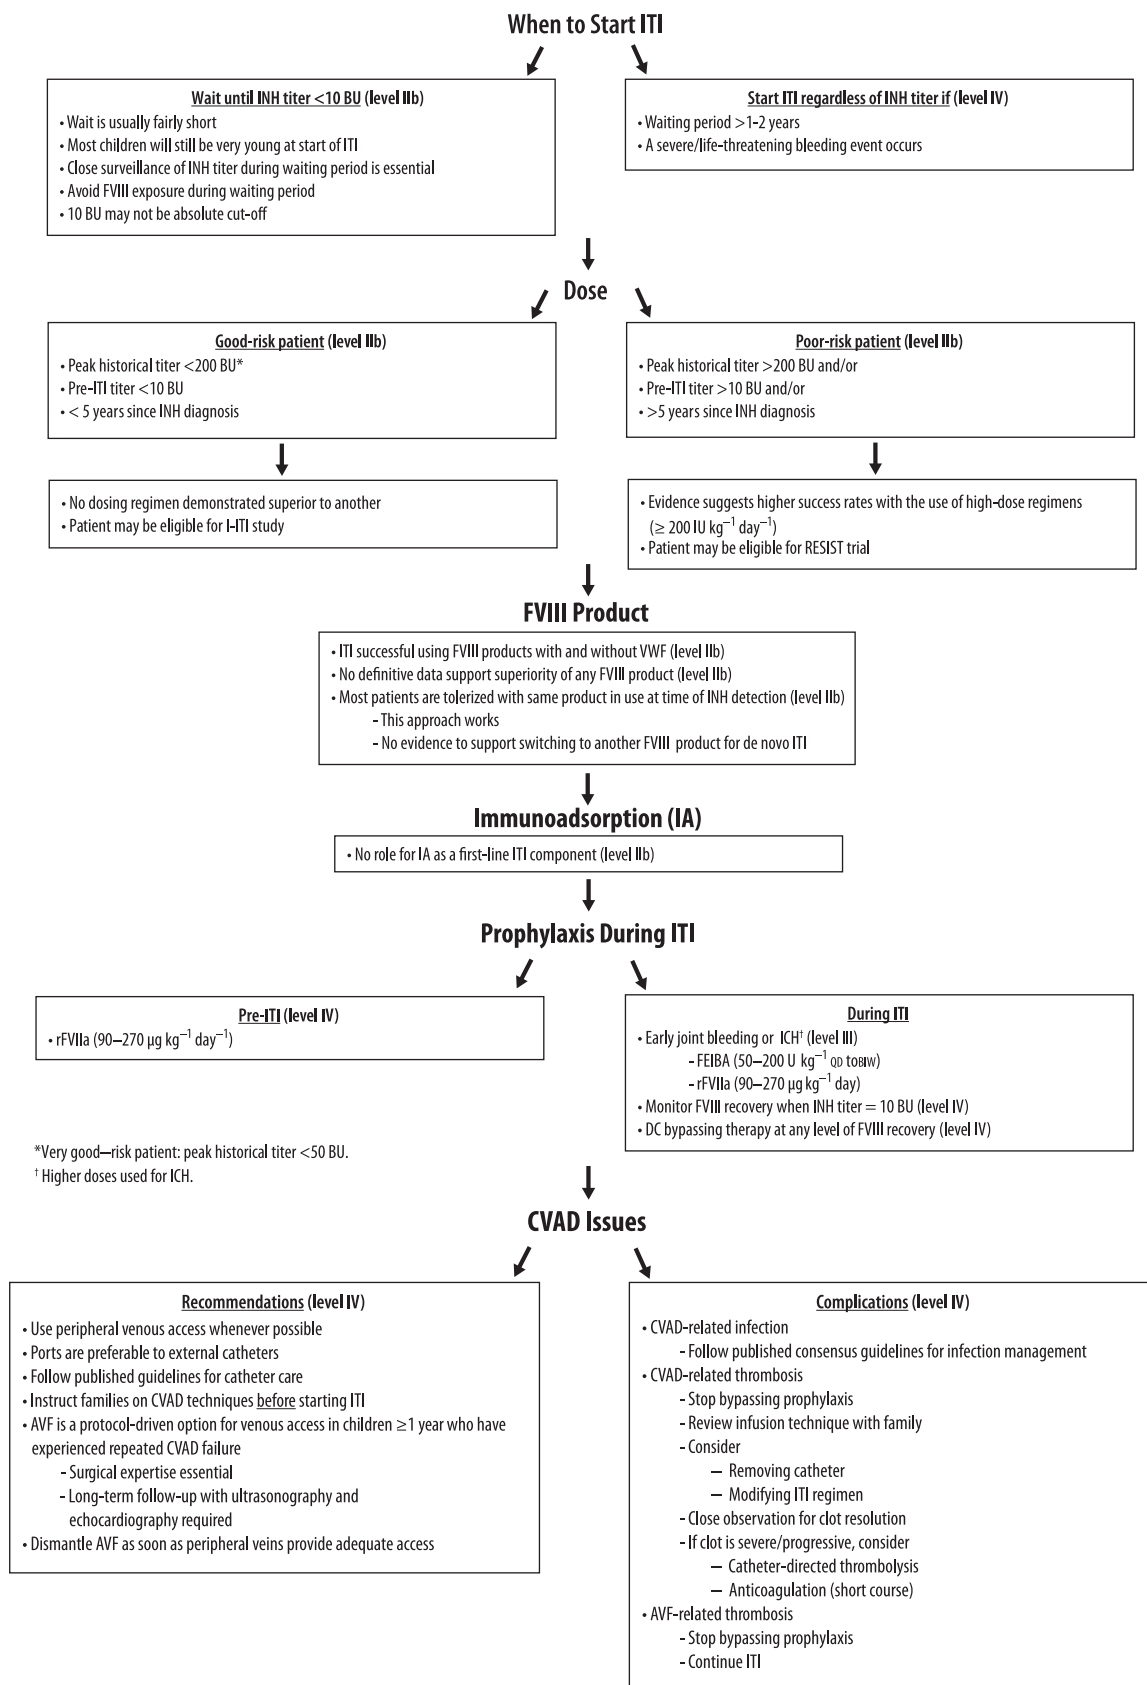 When to Start ITI
Wait until INH titer <10 BU (level IIb)
• Wait is usually fairly short
• Most children will still be very young at start of ITI
• Close surveillance of INH titer during waiting period is essential
• Avoid FVIII exposure during waiting period
• 10 BU may not be absolute cut-off
Start ITI regardless of INH titer if (level IV)
• Waiting period >1-2 years
• A severe/life-threatening bleeding event occurs
Dose
Good-risk patient (level IIb)
• Peak historical titer <200 BU*
• Pre-ITI titer <10 BU
• < 5 years since INH diagnosis
Poor-risk patient (level IIb)
• Peak historical titer >200 BU and/or
• Pre-ITI titer >10 BU and/or
• >5 years since INH diagnosis
• No dosing regimen demonstrated superior to another
• Patient may be eligible for I-ITI study
• Evidence suggests higher success rates with the use of high-dose regimens
(≥ 200 IU kg⁻¹ day⁻¹)
• Patient may be eligible for RESIST trial
FVIII Product
• ITI successful using FVIII products with and without VWF (level IIb)
• No definitive data support superiority of any FVIII product (level IIb)
• Most patients are tolerized with same product in use at time of INH detection (level IIb)
- This approach works
- No evidence to support switching to another FVIII product for de novo ITI
Immunoadsorption (IA)
• No role for IA as a first-line ITI component (level IIb)
Prophylaxis During ITI
Pre-ITI (level IV)
• rFVIIa (90–270 µg kg⁻¹ day⁻¹)
During ITI
• Early joint bleeding or ICH† (level III)
- FEIBA (50–200 U kg⁻¹ QD toBIW)
- rFVIIa (90–270 µg kg⁻¹ day)
• Monitor FVIII recovery when INH titer = 10 BU (level IV)
• DC bypassing therapy at any level of FVIII recovery (level IV)
*Very good–risk patient: peak historical titer <50 BU.
† Higher doses used for ICH.
CVAD Issues
Recommendations (level IV)
• Use peripheral venous access whenever possible
• Ports are preferable to external catheters
• Follow published guidelines for catheter care
• Instruct families on CVAD techniques before starting ITI
• AVF is a protocol-driven option for venous access in children ≥1 year who have
experienced repeated CVAD failure
- Surgical expertise essential
- Long-term follow-up with ultrasonography and
echocardiography required
• Dismantle AVF as soon as peripheral veins provide adequate access
Complications (level IV)
• CVAD-related infection
- Follow published consensus guidelines for infection management
• CVAD-related thrombosis
- Stop bypassing prophylaxis
- Review infusion technique with family
- Consider
— Removing catheter
— Modifying ITI regimen
- Close observation for clot resolution
- If clot is severe/progressive, consider
— Catheter-directed thrombolysis
— Anticoagulation (short course)
• AVF-related thrombosis
- Stop bypassing prophylaxis
- Continue ITI